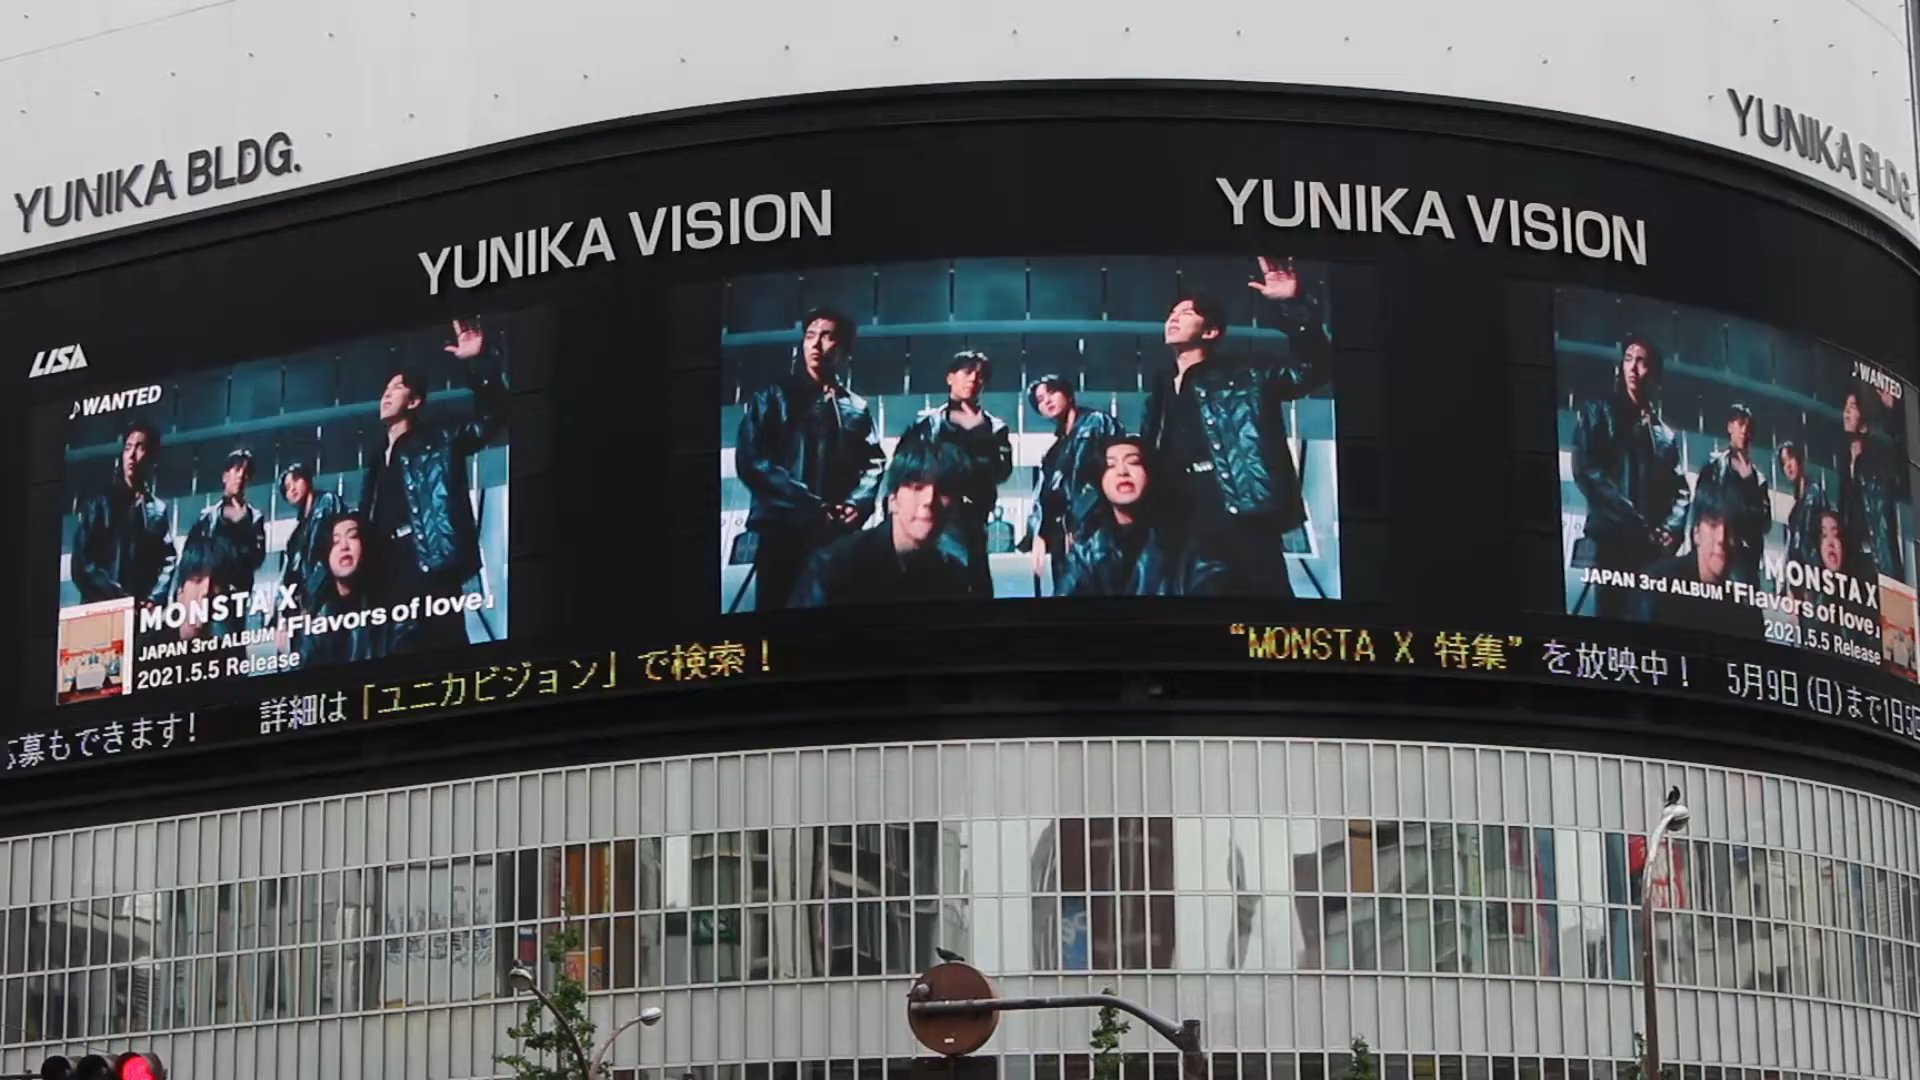 YUNIKA BLDG.
YUNIKA BLDG.
YUNIKA VISION
YUNIKA VISION
LISA
♪WANTED
MONSTA X
JAPAN 3rd ALBUM「Flavors of love」
2021.5.5 Release
♪WANTED
MONSTA X
JAPAN 3rd ALBUM「Flavors of love」
2021.5.5 Release
応募もできます! 詳細は「ユニカビジョン」で検索!
“MONSTA X 特集” を放映中! 5月9日(日)まで1日5回